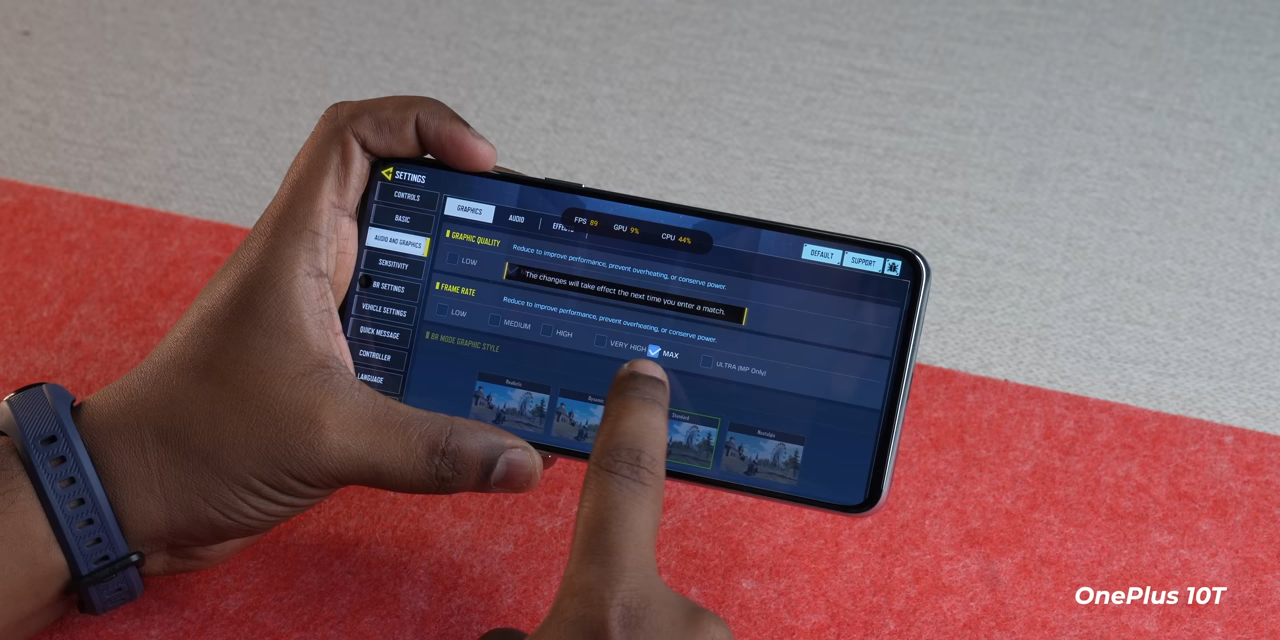 SETTINGS
CONTROLS
BASIC
AUDIO AND GRAPHICS
SENSITIVITY
BR SETTINGS
VEHICLE SETTINGS
QUICK MESSAGE
CONTROLLER
LANGUAGE
GRAPHICS AUDIO
FPS 89 GPU 9% CPU 44%
DEFAULT SUPPORT
GRAPHIC QUALITY
Reduce to improve performance, prevent overheating, or conserve power.
LOW
The changes will take effect the next time you enter a match.
FRAME RATE
Reduce to improve performance, prevent overheating, or conserve power.
LOW MEDIUM HIGH VERY HIGH MAX ULTRA (MP Only)
BR MODE GRAPHIC STYLE
Realistic
Standard
Nostalgic
OnePlus 10T